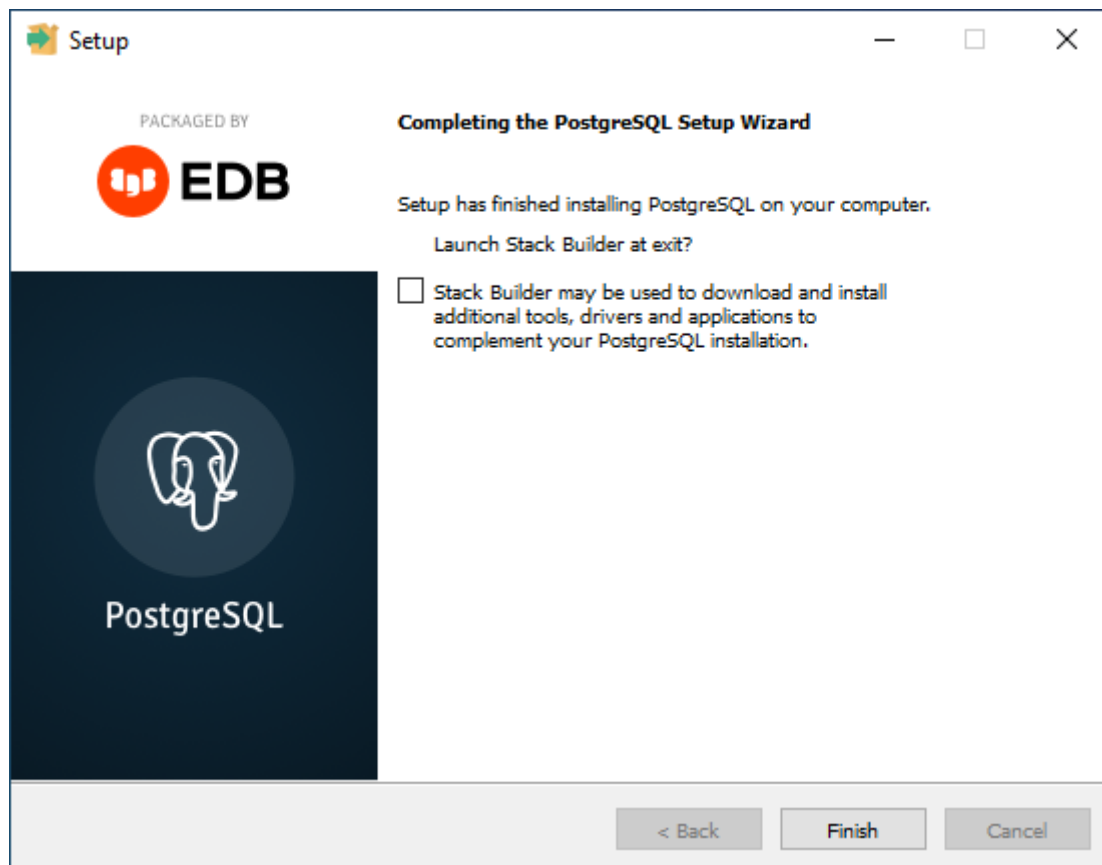 Setup
PACKAGED BY
EDB
Completing the PostgreSQL Setup Wizard
Setup has finished installing PostgreSQL on your computer.
Launch Stack Builder at exit?
Stack Builder may be used to download and install
additional tools, drivers and applications to
complement your PostgreSQL installation.
PostgreSQL
< Back
Finish
Cancel